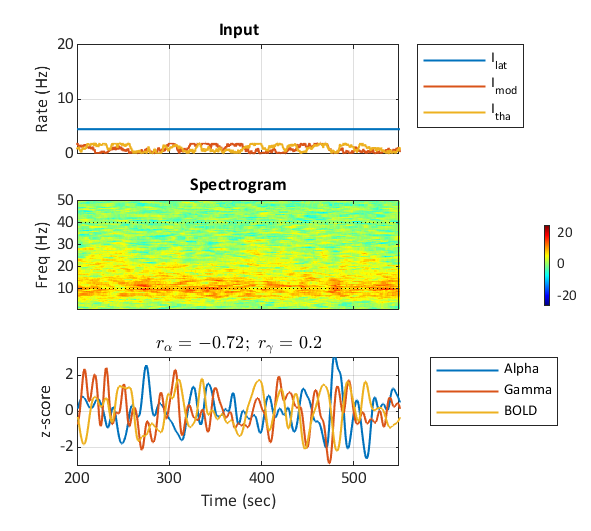 Input
20
10
0
Rate (Hz)
I_lat
I_mod
I_tha
Spectrogram
50
40
30
20
10
Freq (Hz)
20
0
-20
r_α = −0.72; r_γ = 0.2
2
0
-2
z-score
200 300 400 500
Time (sec)
Alpha
Gamma
BOLD